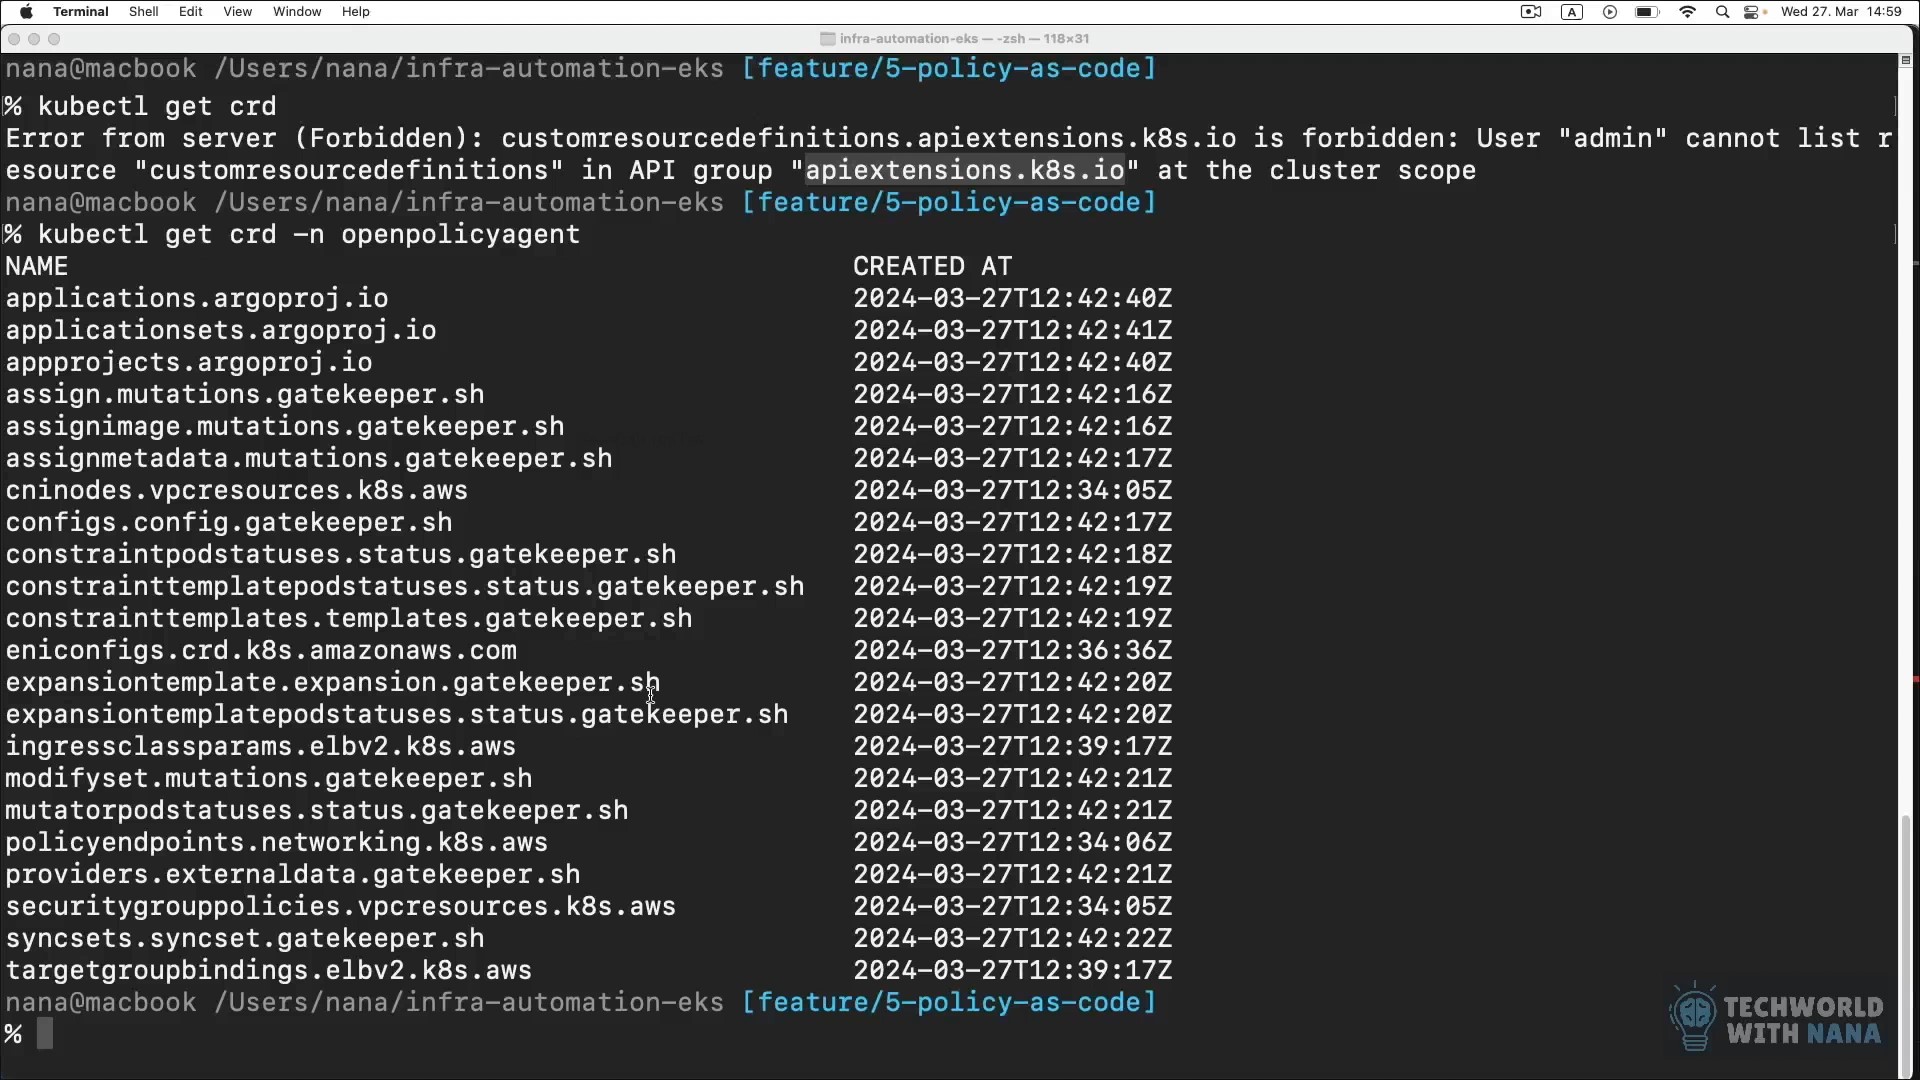 Terminal Shell Edit View Window Help A Wed 27. Mar 14:59
infra-automation-eks — -zsh — 118×31
nana@macbook /Users/nana/infra-automation-eks [feature/5-policy-as-code]
% kubectl get crd
Error from server (Forbidden): customresourcedefinitions.apiextensions.k8s.io is forbidden: User "admin" cannot list r
esource "customresourcedefinitions" in API group "apiextensions.k8s.io" at the cluster scope
nana@macbook /Users/nana/infra-automation-eks [feature/5-policy-as-code]
% kubectl get crd -n openpolicyagent
NAME CREATED AT
applications.argoproj.io 2024-03-27T12:42:40Z
applicationsets.argoproj.io 2024-03-27T12:42:41Z
appprojects.argoproj.io 2024-03-27T12:42:40Z
assign.mutations.gatekeeper.sh 2024-03-27T12:42:16Z
assignimage.mutations.gatekeeper.sh 2024-03-27T12:42:16Z
assignmetadata.mutations.gatekeeper.sh 2024-03-27T12:42:17Z
cninodes.vpcresources.k8s.aws 2024-03-27T12:34:05Z
configs.config.gatekeeper.sh 2024-03-27T12:42:17Z
constraintpodstatuses.status.gatekeeper.sh 2024-03-27T12:42:18Z
constrainttemplatepodstatuses.status.gatekeeper.sh 2024-03-27T12:42:19Z
constrainttemplates.templates.gatekeeper.sh 2024-03-27T12:42:19Z
eniconfigs.crd.k8s.amazonaws.com 2024-03-27T12:36:36Z
expansiontemplate.expansion.gatekeeper.sh 2024-03-27T12:42:20Z
expansiontemplatepodstatuses.status.gatekeeper.sh 2024-03-27T12:42:20Z
ingressclassparams.elbv2.k8s.aws 2024-03-27T12:39:17Z
modifyset.mutations.gatekeeper.sh 2024-03-27T12:42:21Z
mutatorpodstatuses.status.gatekeeper.sh 2024-03-27T12:42:21Z
policyendpoints.networking.k8s.aws 2024-03-27T12:34:06Z
providers.externaldata.gatekeeper.sh 2024-03-27T12:42:21Z
securitygrouppolicies.vpcresources.k8s.aws 2024-03-27T12:34:05Z
syncsets.syncset.gatekeeper.sh 2024-03-27T12:42:22Z
targetgroupbindings.elbv2.k8s.aws 2024-03-27T12:39:17Z
nana@macbook /Users/nana/infra-automation-eks [feature/5-policy-as-code]
%
TECHWORLD
WITH NANA